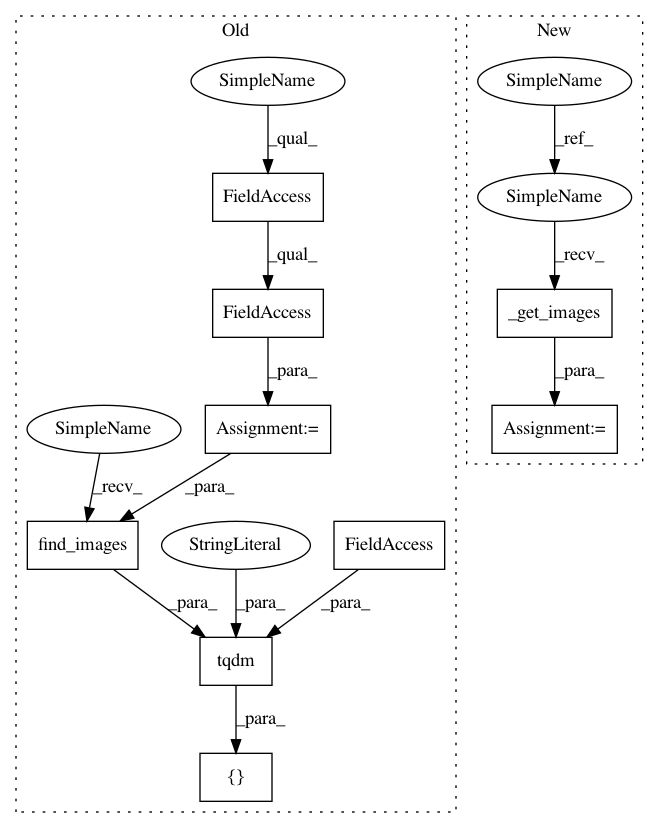 Old
New
SimpleName
SimpleName
_qual_
_ref_
FieldAccess
SimpleName
_qual_
_recv_
FieldAccess
_get_images
_para_
_para_
SimpleName
Assignment:=
Assignment:=
_recv_
_para_
find_images
StringLiteral
FieldAccess
_para_
_para_
_para_
tqdm
_para_
{}